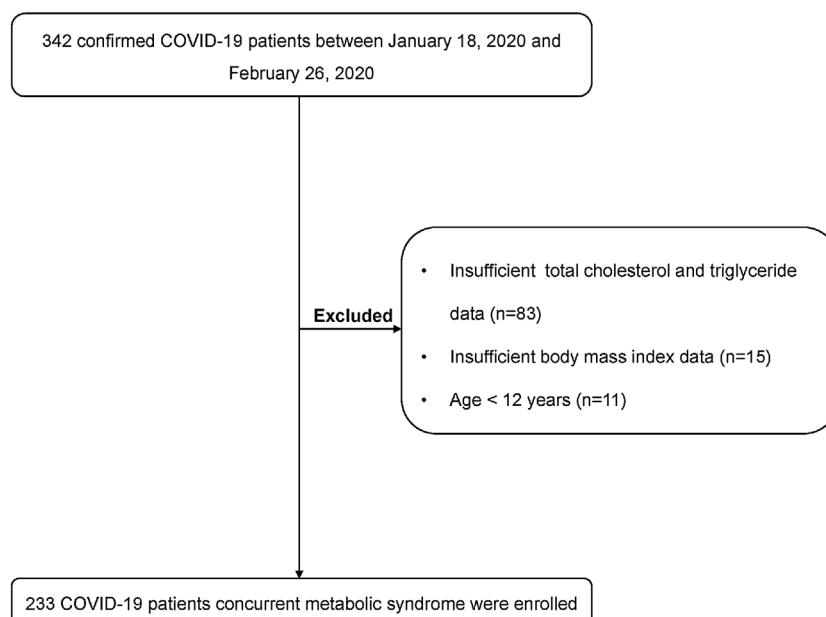 342 confirmed COVID-19 patients between January 18, 2020 and
February 26, 2020
Excluded
• Insufficient total cholesterol and triglyceride
data (n=83)
• Insufficient body mass index data (n=15)
• Age < 12 years (n=11)
233 COVID-19 patients concurrent metabolic syndrome were enrolled